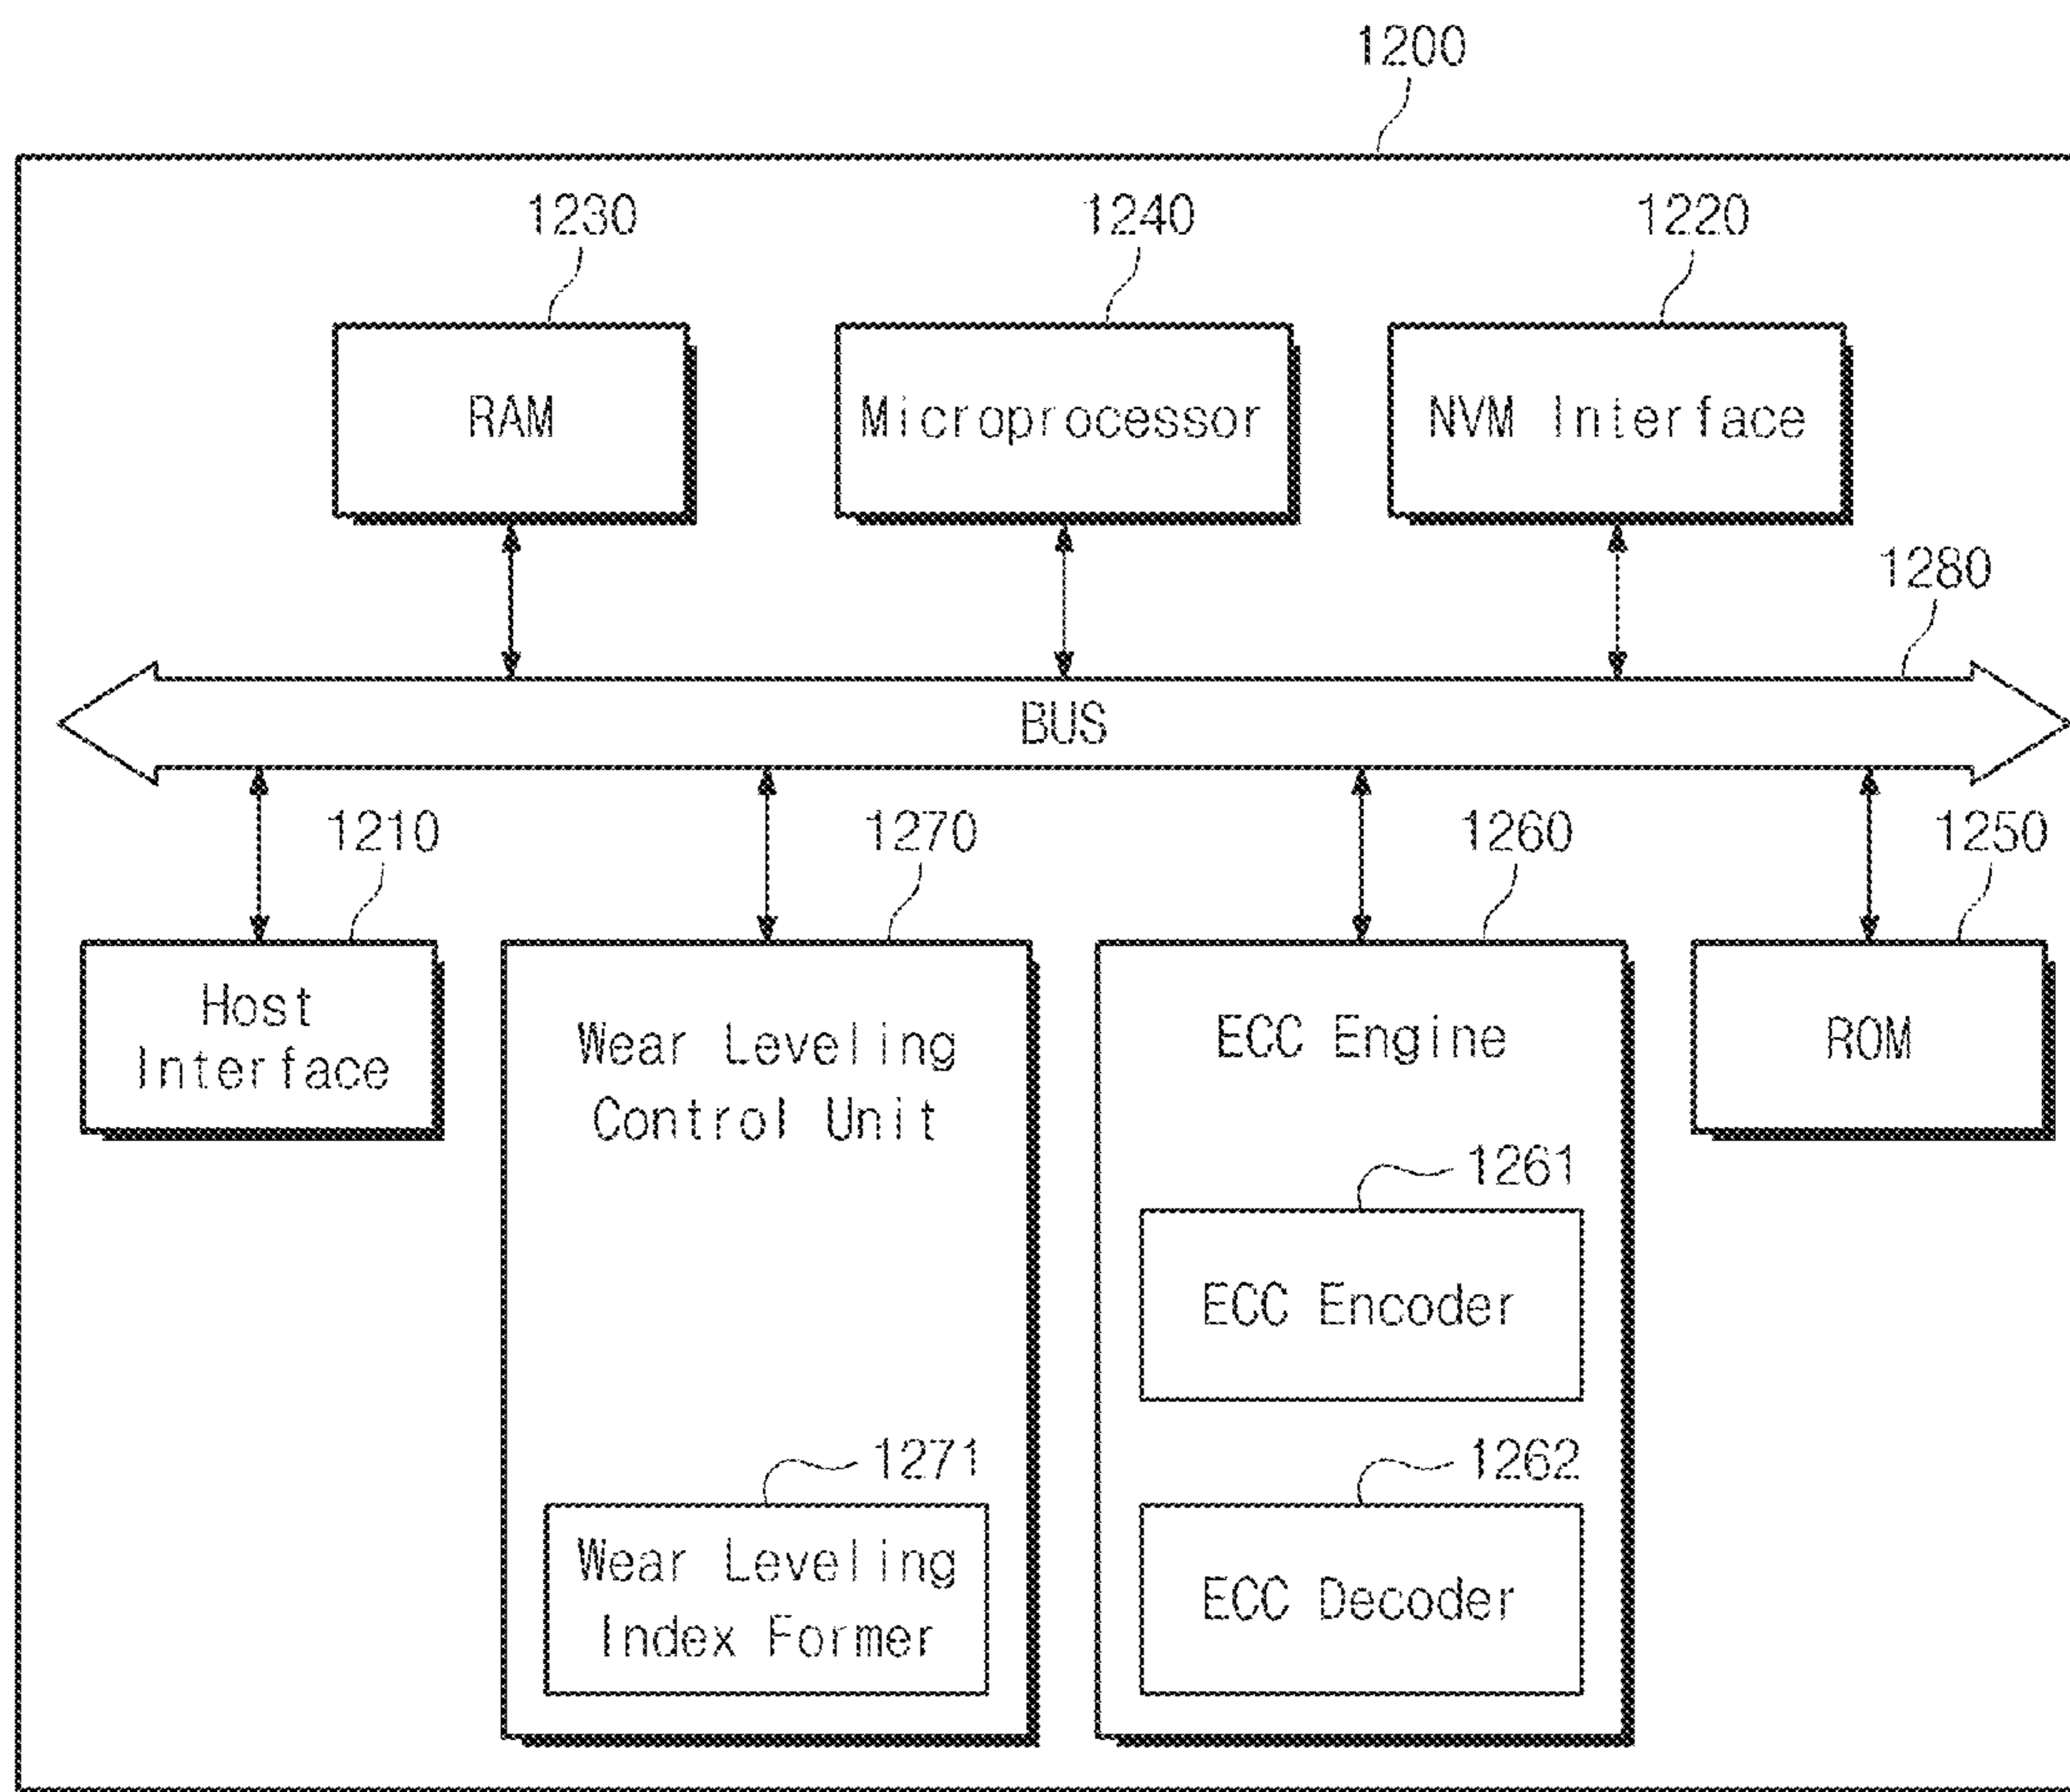 1200
1230
1240
1220
RAM
Microprocessor
NVM Interface
1280
BUS
1210
1270
1260
1250
Host
Interface
Wear Leveling
Control Unit
ECC Engine
ROM
1261
ECC Encoder
1271
1262
Wear Leveling
Index Former
ECC Decoder